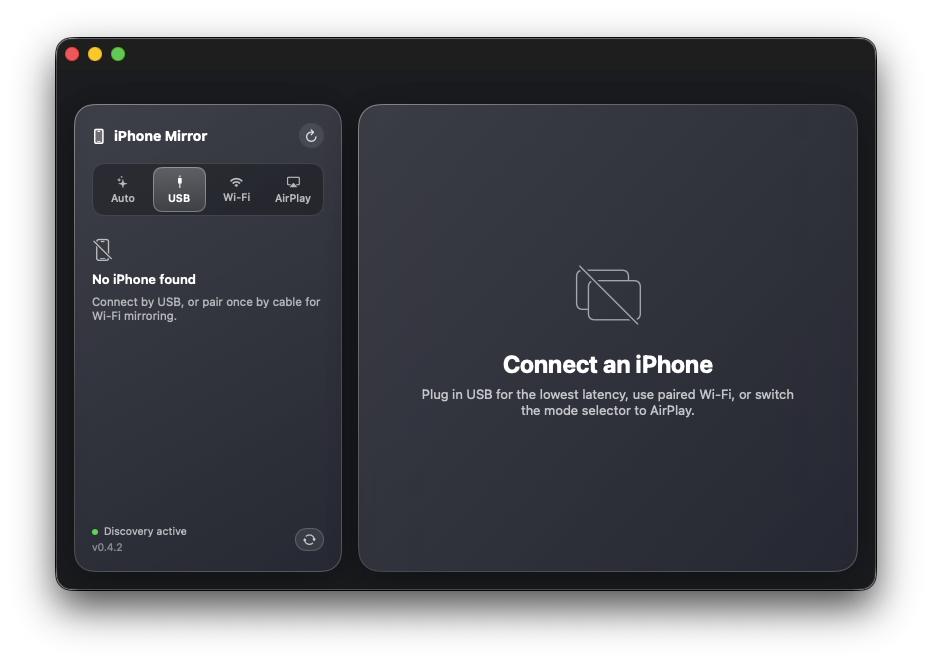 iPhone Mirror
Auto
USB
Wi-Fi
AirPlay
No iPhone found
Connect by USB, or pair once by cable for
Wi-Fi mirroring.
Discovery active
v0.4.2
Connect an iPhone
Plug in USB for the lowest latency, use paired Wi-Fi, or switch
the mode selector to AirPlay.